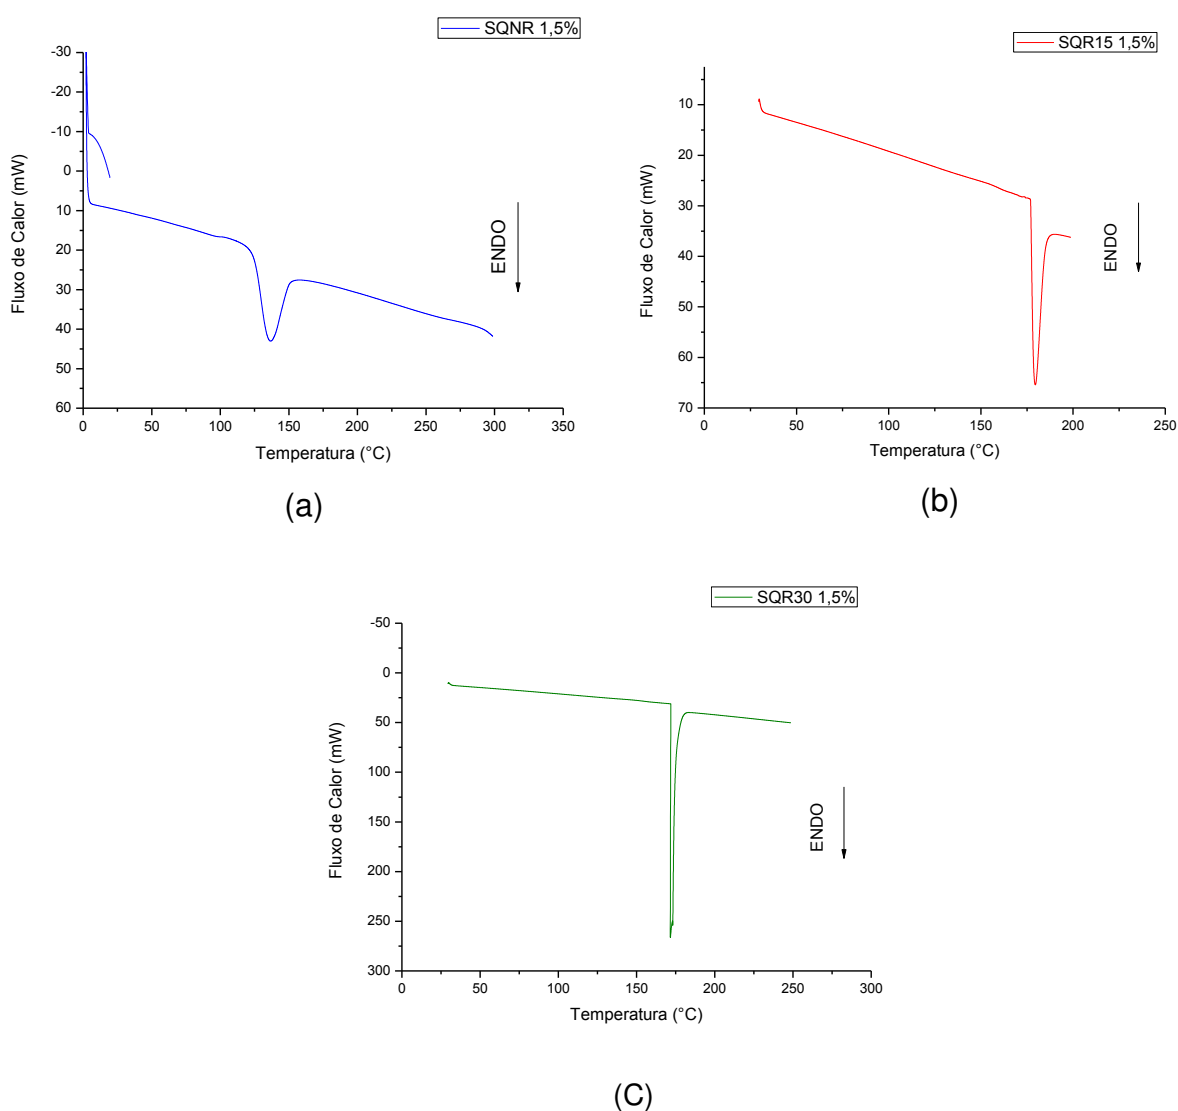 SQNR 1,5%
-30
-20
-10
0
10
20
30
40
50
60
Fluxo de Calor (mW)
0 50 100 150 200 250 300 350
Temperatura (°C)
ENDO
(a)
SQR15 1,5%
10
20
30
40
50
60
70
Fluxo de Calor (mW)
0 50 100 150 200 250
Temperatura (°C)
ENDO
(b)
SQR30 1,5%
-50
0
50
100
150
200
250
300
Fluxo de Calor (mW)
0 50 100 150 200 250 300
Temperatura (°C)
ENDO
(C)